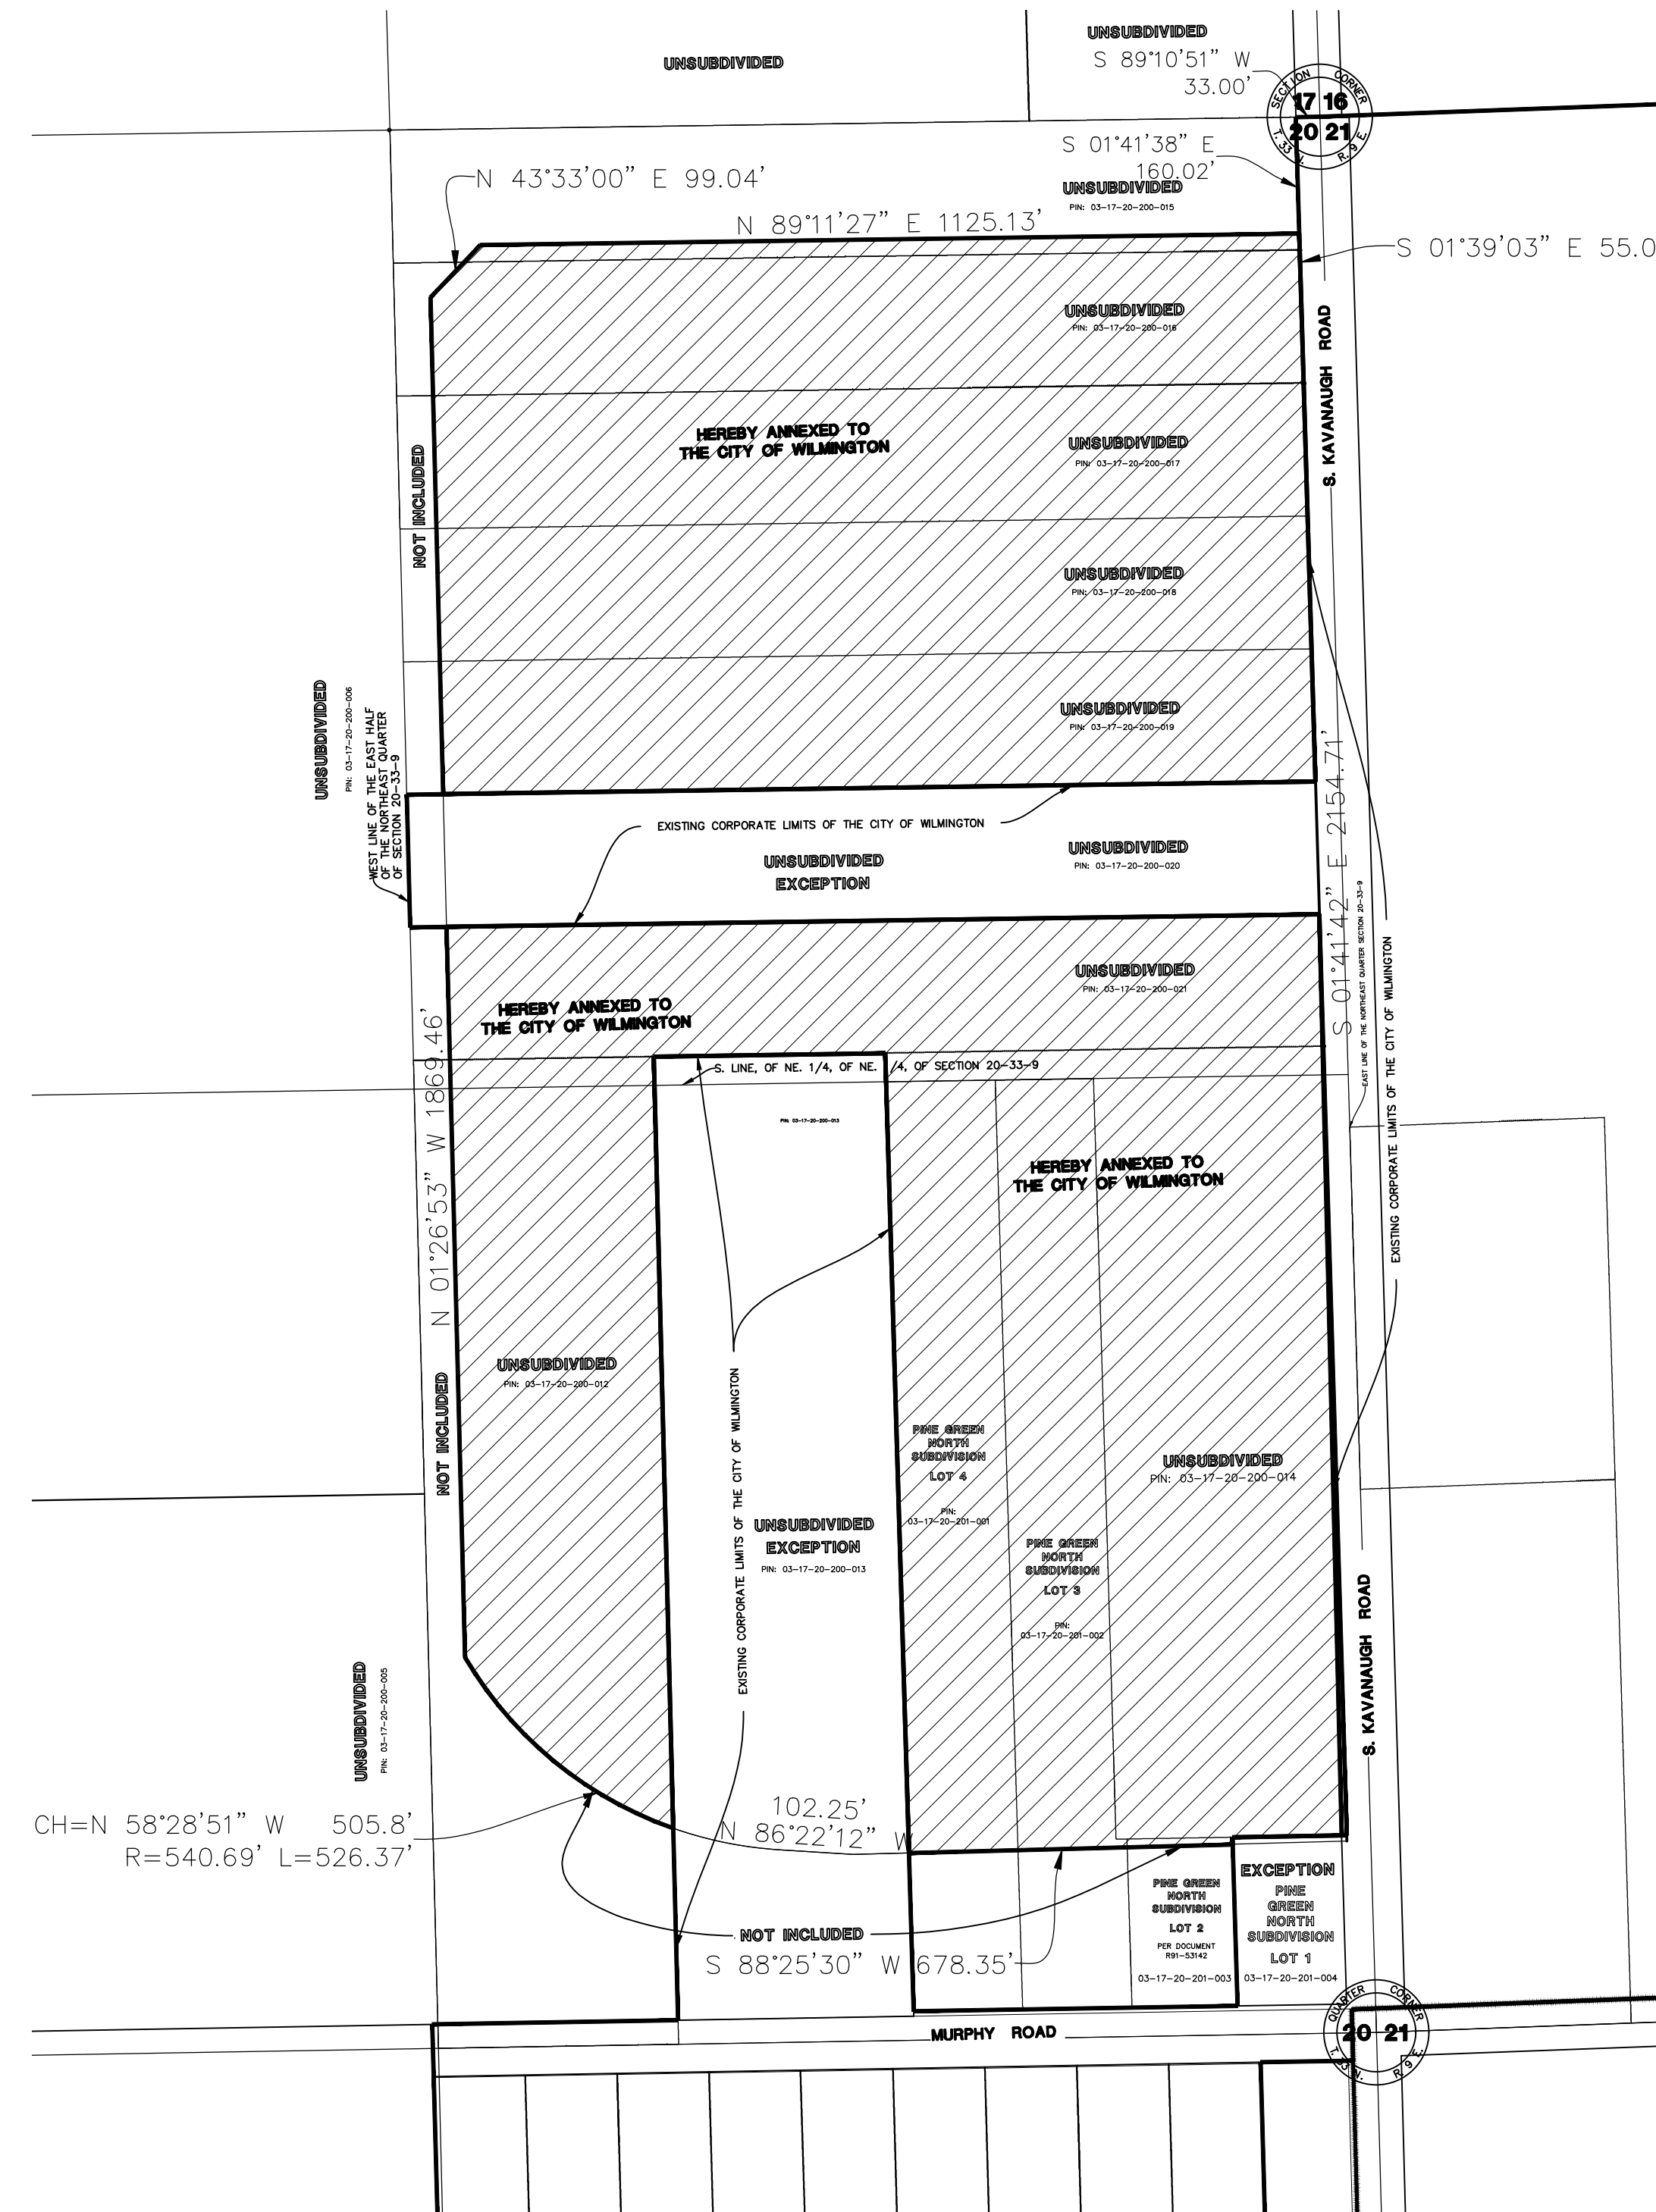 UNSUBDIVIDED
UNSUBDIVIDED
S 89°10'51" W
33.00'
SECTION CORNER
17 16
20 21
T. 33 N. R. 9 E.
S 01°41'38" E
160.02'
UNSUBDIVIDED
PIN: 03-17-20-200-015
N 43°33'00" E 99.04'
N 89°11'27" E 1125.13'
S 01°39'03" E 55.0
UNSUBDIVIDED
PIN: 03-17-20-200-016
S. KAVANAUGH ROAD
HEREBY ANNEXED TO
THE CITY OF WILMINGTON
UNSUBDIVIDED
PIN: 03-17-20-200-017
NOT INCLUDED
UNSUBDIVIDED
PIN: 03-17-20-200-018
UNSUBDIVIDED
PIN: 03-17-20-200-019
UNSUBDIVIDED
PIN: 03-17-20-200-006
WEST LINE OF THE EAST HALF
OF THE NORTHEAST QUARTER
OF SECTION 20-33-9
EXISTING CORPORATE LIMITS OF THE CITY OF WILMINGTON
UNSUBDIVIDED
EXCEPTION
UNSUBDIVIDED
PIN: 03-17-20-200-020
S 01°41'42" E 2154.71'
EAST LINE OF THE NORTHEAST QUARTER SECTION 20-33-9
EXISTING CORPORATE LIMITS OF THE CITY OF WILMINGTON
UNSUBDIVIDED
PIN: 03-17-20-200-021
HEREBY ANNEXED TO
THE CITY OF WILMINGTON
S. LINE, OF NE. 1/4, OF NE. 1/4, OF SECTION 20-33-9
PIN: 03-17-20-200-013
N 01°26'53" W 1869.46'
HEREBY ANNEXED TO
THE CITY OF WILMINGTON
UNSUBDIVIDED
PIN: 03-17-20-200-012
NOT INCLUDED
EXISTING CORPORATE LIMITS OF THE CITY OF WILMINGTON
PINE GREEN
NORTH
SUBDIVISION
LOT 4
PIN:
03-17-20-201-001
UNSUBDIVIDED
PIN: 03-17-20-200-014
UNSUBDIVIDED
EXCEPTION
PIN: 03-17-20-200-013
PINE GREEN
NORTH
SUBDIVISION
LOT 3
PIN:
03-17-20-201-002
S. KAVANAUGH ROAD
UNSUBDIVIDED
PIN: 03-17-20-200-005
CH=N 58°28'51" W 505.8'
R=540.69' L=526.37'
102.25'
N 86°22'12" W
NOT INCLUDED
S 88°25'30" W 678.35'
PINE GREEN
NORTH
SUBDIVISION
LOT 2
PER DOCUMENT
R91-53142
03-17-20-201-003
EXCEPTION
PINE
GREEN
NORTH
SUBDIVISION
LOT 1
03-17-20-201-004
MURPHY ROAD
QUARTER CORNER
20 21
T. 33 N. R. 9 E.